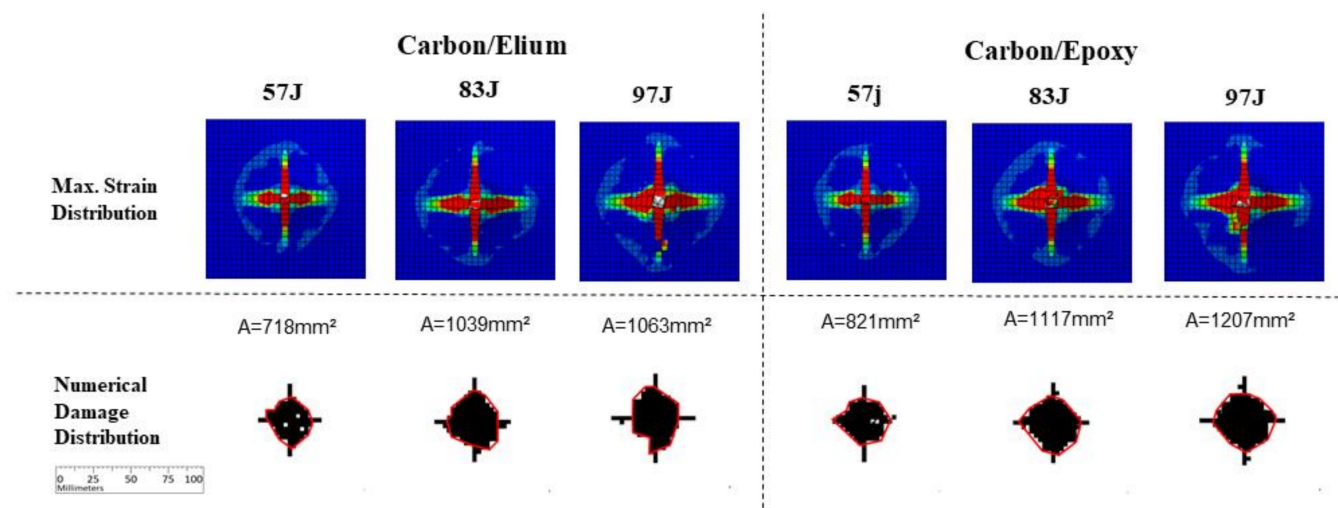 Carbon/Elium
Carbon/Epoxy
57J
83J
97J
57j
83J
97J
Max. Strain
Distribution
A=718mm²
A=1039mm²
A=1063mm²
A=821mm²
A=1117mm²
A=1207mm²
Numerical
Damage
Distribution
0 25 50 75 100
Millimeters